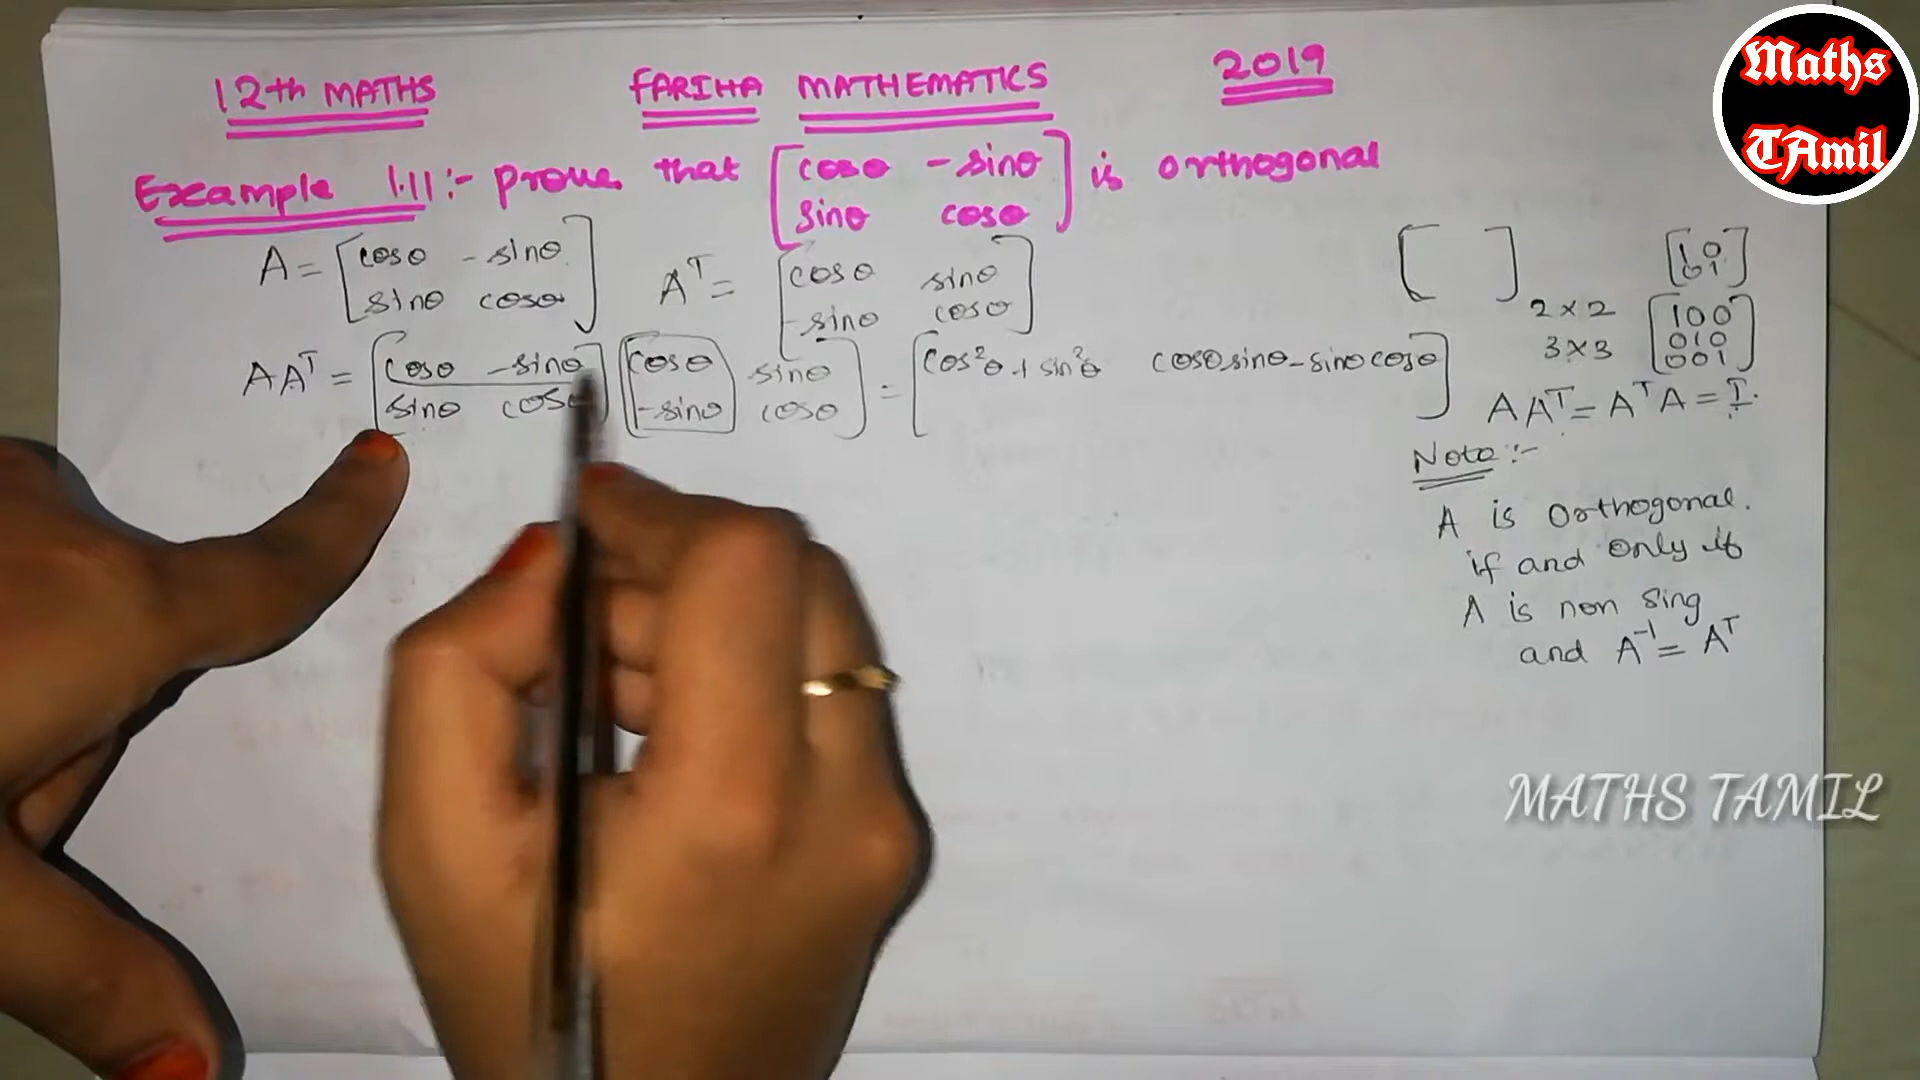 12th MATHS FARIHA MATHEMATICS 2019
Maths
TAmil
Example 1.11:- prove that [cosθ -sinθ] is orthogonal
[sinθ cosθ]
A = [cosθ -sinθ] A^T = [cosθ sinθ]
[sinθ cosθ] [-sinθ cosθ]
AA^T = [cosθ -sinθ] [cosθ sinθ] = [cos²θ + sin²θ cosθsinθ-sinθcosθ]
[sinθ cosθ] [-sinθ cosθ]
[ ] 2×2 [1 0]
[0 1]
3×3 [1 0 0]
[0 1 0]
[0 0 1]
AA^T = A^T A = I.
Note:-
A is orthogonal.
if and only if
A is non sing
and A^-1 = A^T
MATHS TAMIL